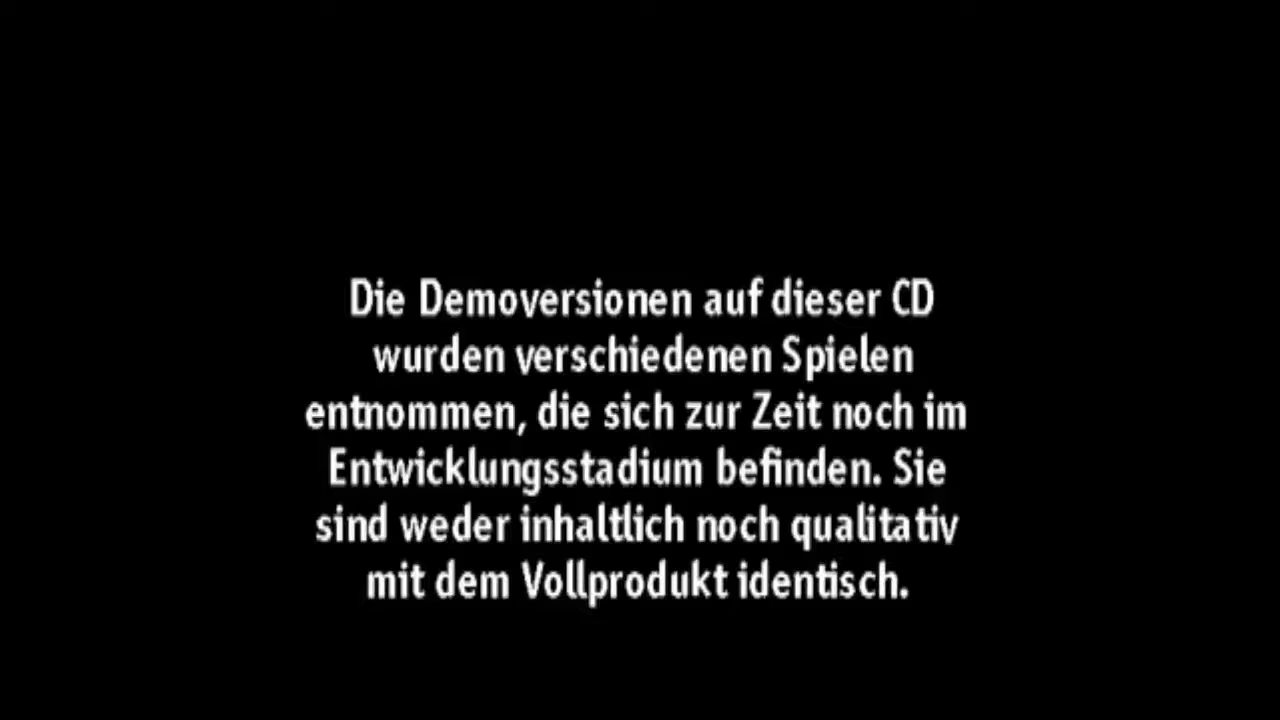 Die Demoversionen auf dieser CD
wurden verschiedenen Spielen
entnommen, die sich zur Zeit noch im
Entwicklungsstadium befinden. Sie
sind weder inhaltlich noch qualitativ
mit dem Vollprodukt identisch.